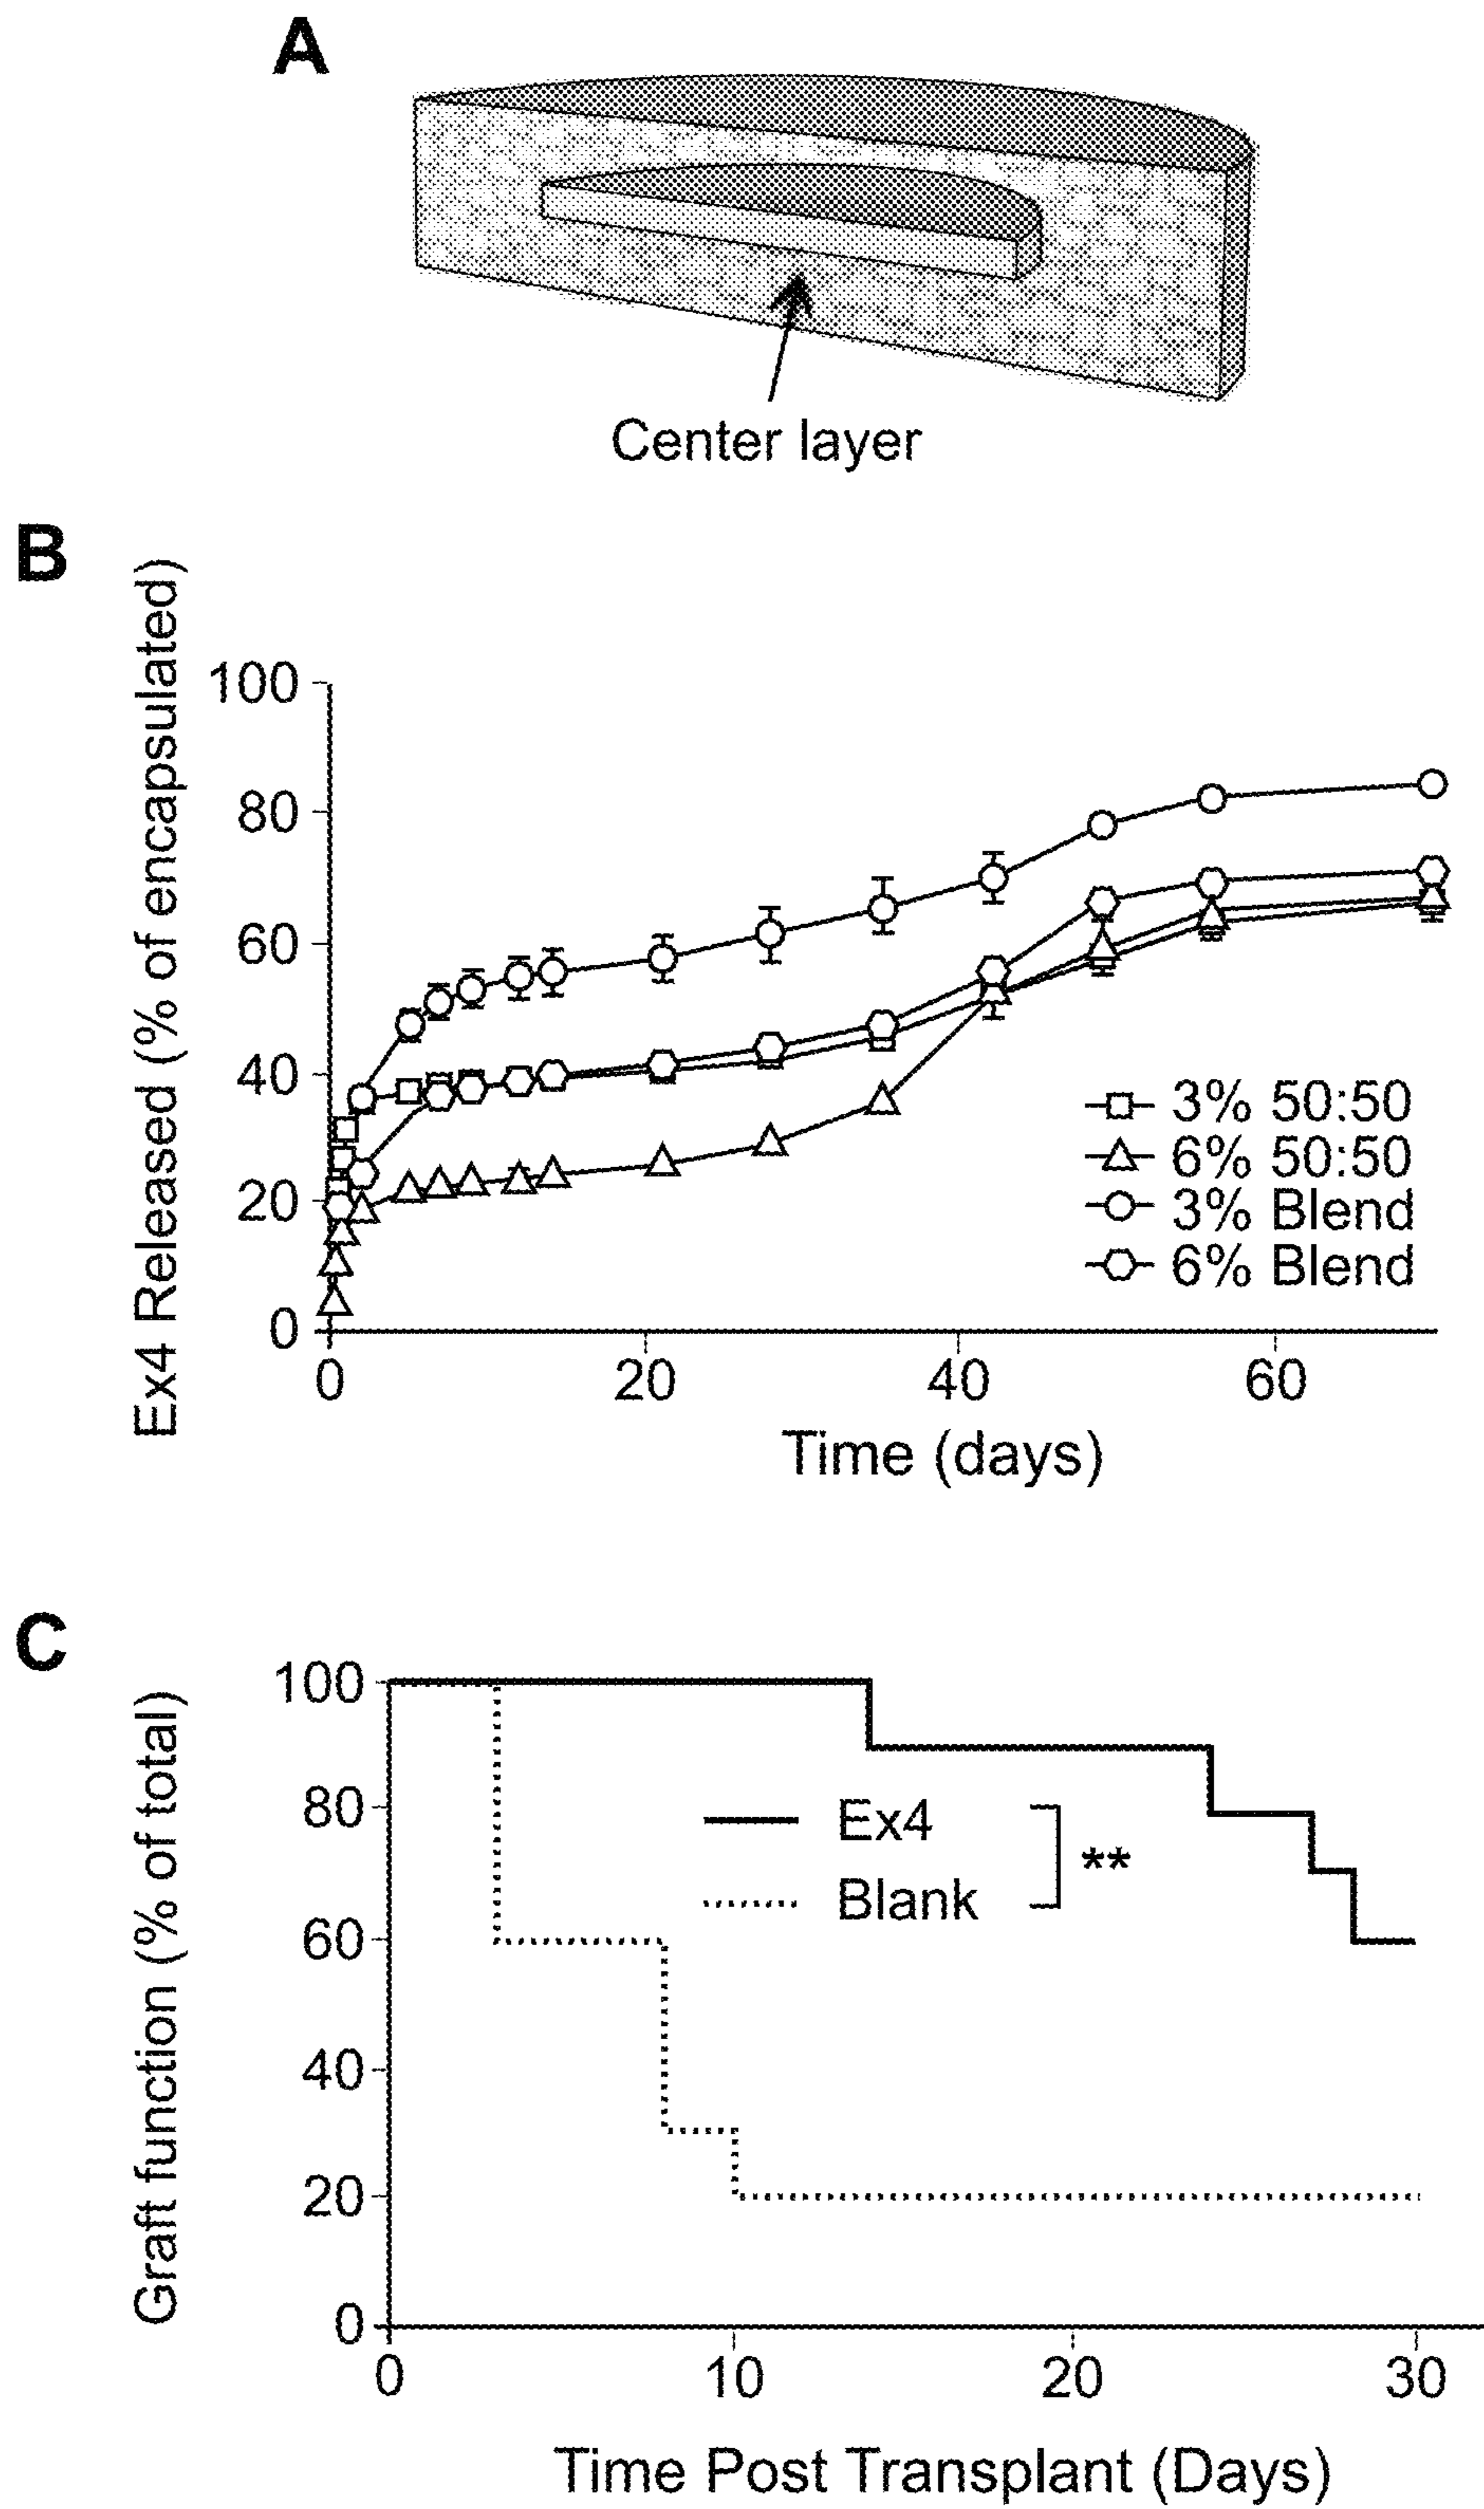 A
Center layer
B
Ex4 Released (% of encapsulated)
100
80
60
40
20
0
3% 50:50
6% 50:50
3% Blend
6% Blend
0 20 40 60
Time (days)
C
Graft function (% of total)
100
80
60
40
20
0
Ex4
Blank
**
0 10 20 30
Time Post Transplant (Days)